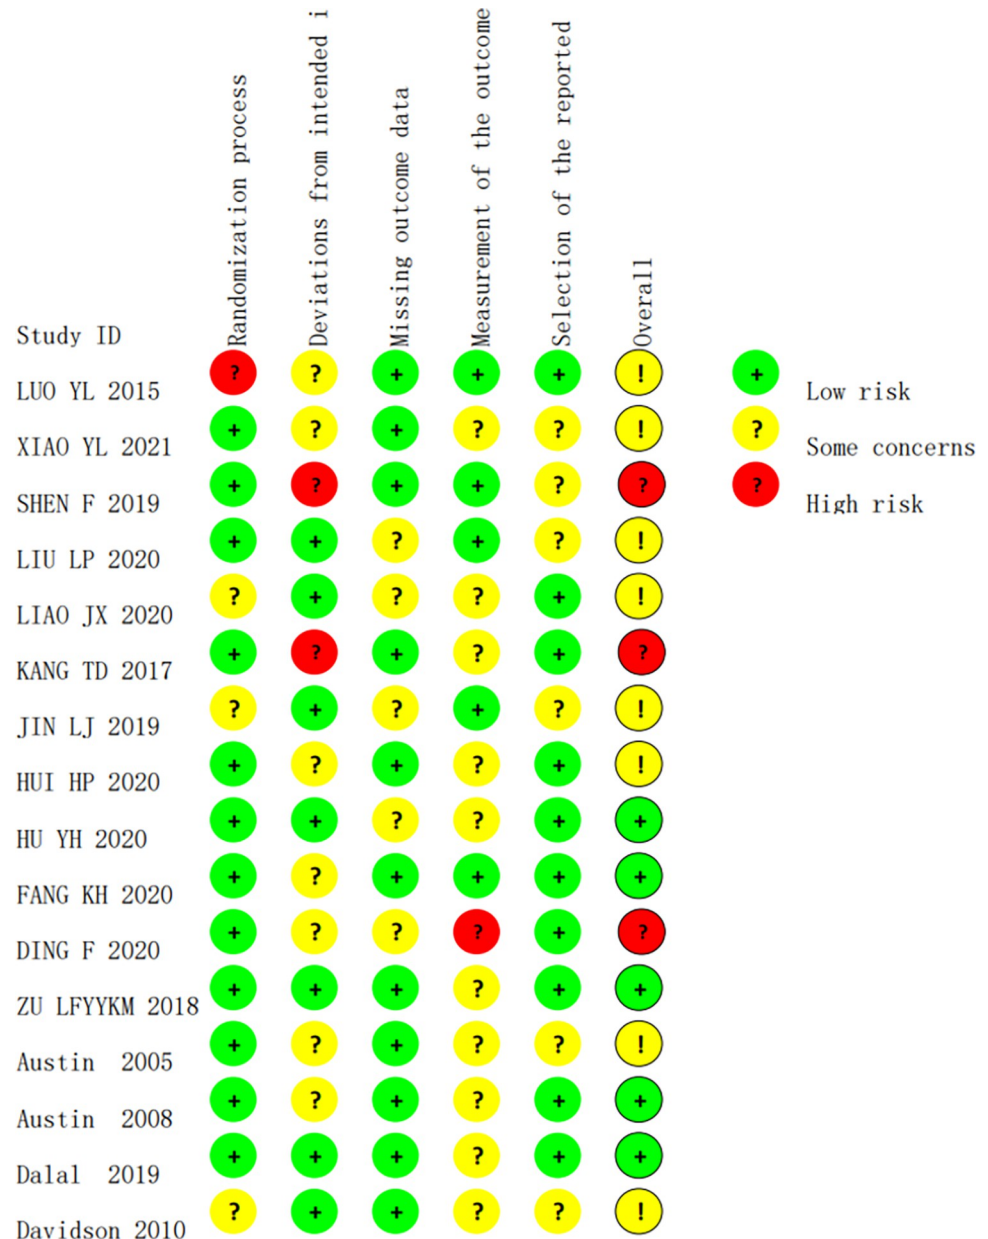 Randomization process
Deviations from intended i
Missing outcome data
Measurement of the outcome
Selection of the reported
Overall
Study ID
LUO YL 2015 ? ? + + + !
XIAO YL 2021 + ? + ? ? !
SHEN F 2019 + ? + + ? ?
LIU LP 2020 + + ? + ? !
LIAO JX 2020 ? + ? ? + !
KANG TD 2017 + ? + ? + ?
JIN LJ 2019 ? + ? + ? !
HUI HP 2020 + ? + ? + !
HU YH 2020 + + ? ? + +
FANG KH 2020 + ? + + + +
DING F 2020 + ? ? ? + ?
ZU LFYYKM 2018 + + + ? + +
Austin 2005 + ? + ? ? !
Austin 2008 + ? + ? + +
Dalal 2019 + + + ? + +
Davidson 2010 ? + + ? ? !
+ Low risk
? Some concerns
? High risk